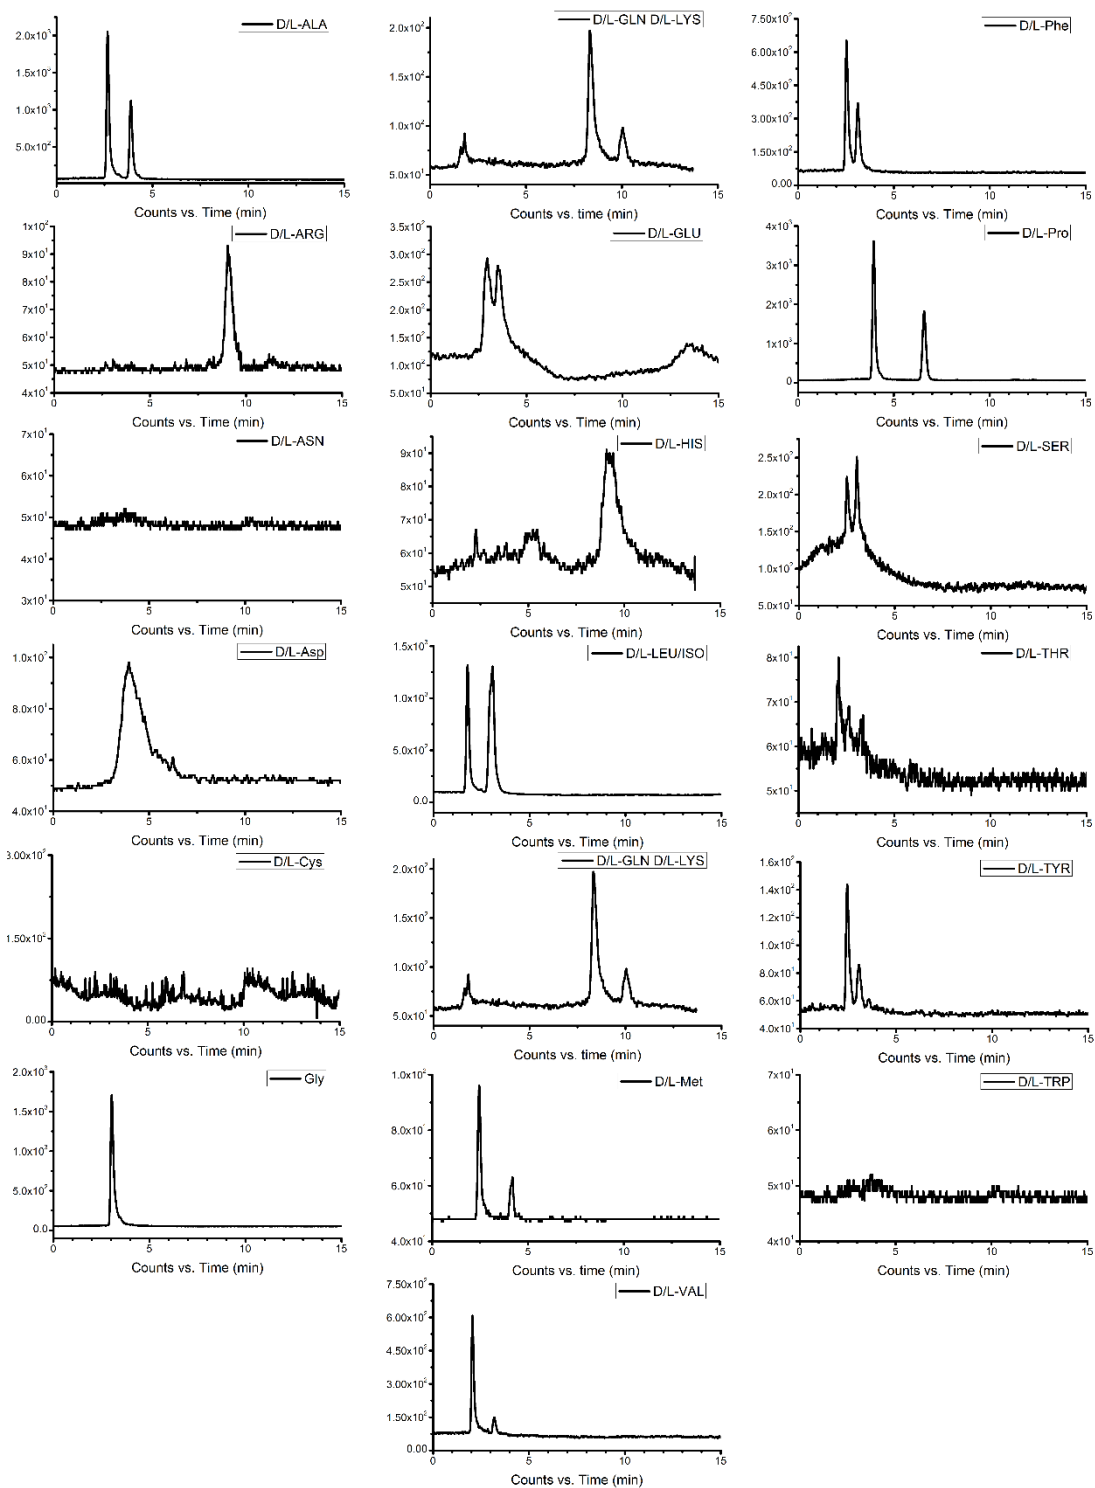 D/L-ALA
2.0x10³
1.5x10³
1.0x10³
5.0x10²
0 5 10 15
Counts vs. Time (min)
D/L-GLN D/L-LYS
2.0x10²
1.5x10²
1.0x10²
5.0x10¹
0 5 10 15
Counts vs. time (min)
D/L-Phe
7.50x10²
6.00x10²
4.50x10²
3.00x10²
1.50x10²
0.00
0 5 10 15
Counts vs. Time (min)
D/L-ARG
1x10²
9x10¹
8x10¹
7x10¹
6x10¹
5x10¹
4x10¹
0 5 10 15
Counts vs. Time (min)
D/L-GLU
3.5x10²
3.0x10²
2.5x10²
2.0x10²
1.5x10²
1.0x10²
5.0x10¹
0 5 10 15
Counts vs. Time (min)
D/L-Pro
4x10³
3x10³
2x10³
1x10³
0
0 5 10 15
Counts vs. Time (min)
D/L-ASN
7x10¹
6x10¹
5x10¹
4x10¹
3x10¹
0 5 10 15
Counts vs. Time (min)
D/L-HIS
9x10¹
8x10¹
7x10¹
6x10¹
5x10¹
0 5 10 15
Counts vs. Time (min)
D/L-SER
2.5x10²
2.0x10²
1.5x10²
1.0x10²
5.0x10¹
0 5 10 15
Counts vs. Time (min)
D/L-Asp
1.0x10²
8.0x10¹
6.0x10¹
4.0x10¹
0 5 10 15
Counts vs. Time (min)
D/L-LEU/ISO
1.5x10³
1.0x10³
5.0x10²
0.0
0 5 10 15
Counts vs. Time (min)
D/L-THR
8x10¹
7x10¹
6x10¹
5x10¹
0 5 10 15
Counts vs. Time (min)
D/L-Cys
3.00x10²
1.50x10²
0.00
0 5 10 15
Counts vs. Time (min)
D/L-GLN D/L-LYS
2.0x10²
1.5x10²
1.0x10²
5.0x10¹
0 5 10 15
Counts vs. time (min)
D/L-TYR
1.6x10²
1.4x10²
1.2x10²
1.0x10²
8.0x10¹
6.0x10¹
4.0x10¹
0 5 10 15
Counts vs. Time (min)
Gly
2.0x10³
1.5x10³
1.0x10³
5.0x10²
0.0
0 5 10 15
Counts vs. Time (min)
D/L-Met
0 5 10 15
Counts vs. time (min)
D/L-TRP
7x10¹
6x10¹
5x10¹
4x10¹
0 5 10 15
Counts vs. Time (min)
D/L-VAL
7.50x10²
6.00x10²
4.50x10²
3.00x10²
1.50x10²
0.00
0 5 10 15
Counts vs. Time (min)